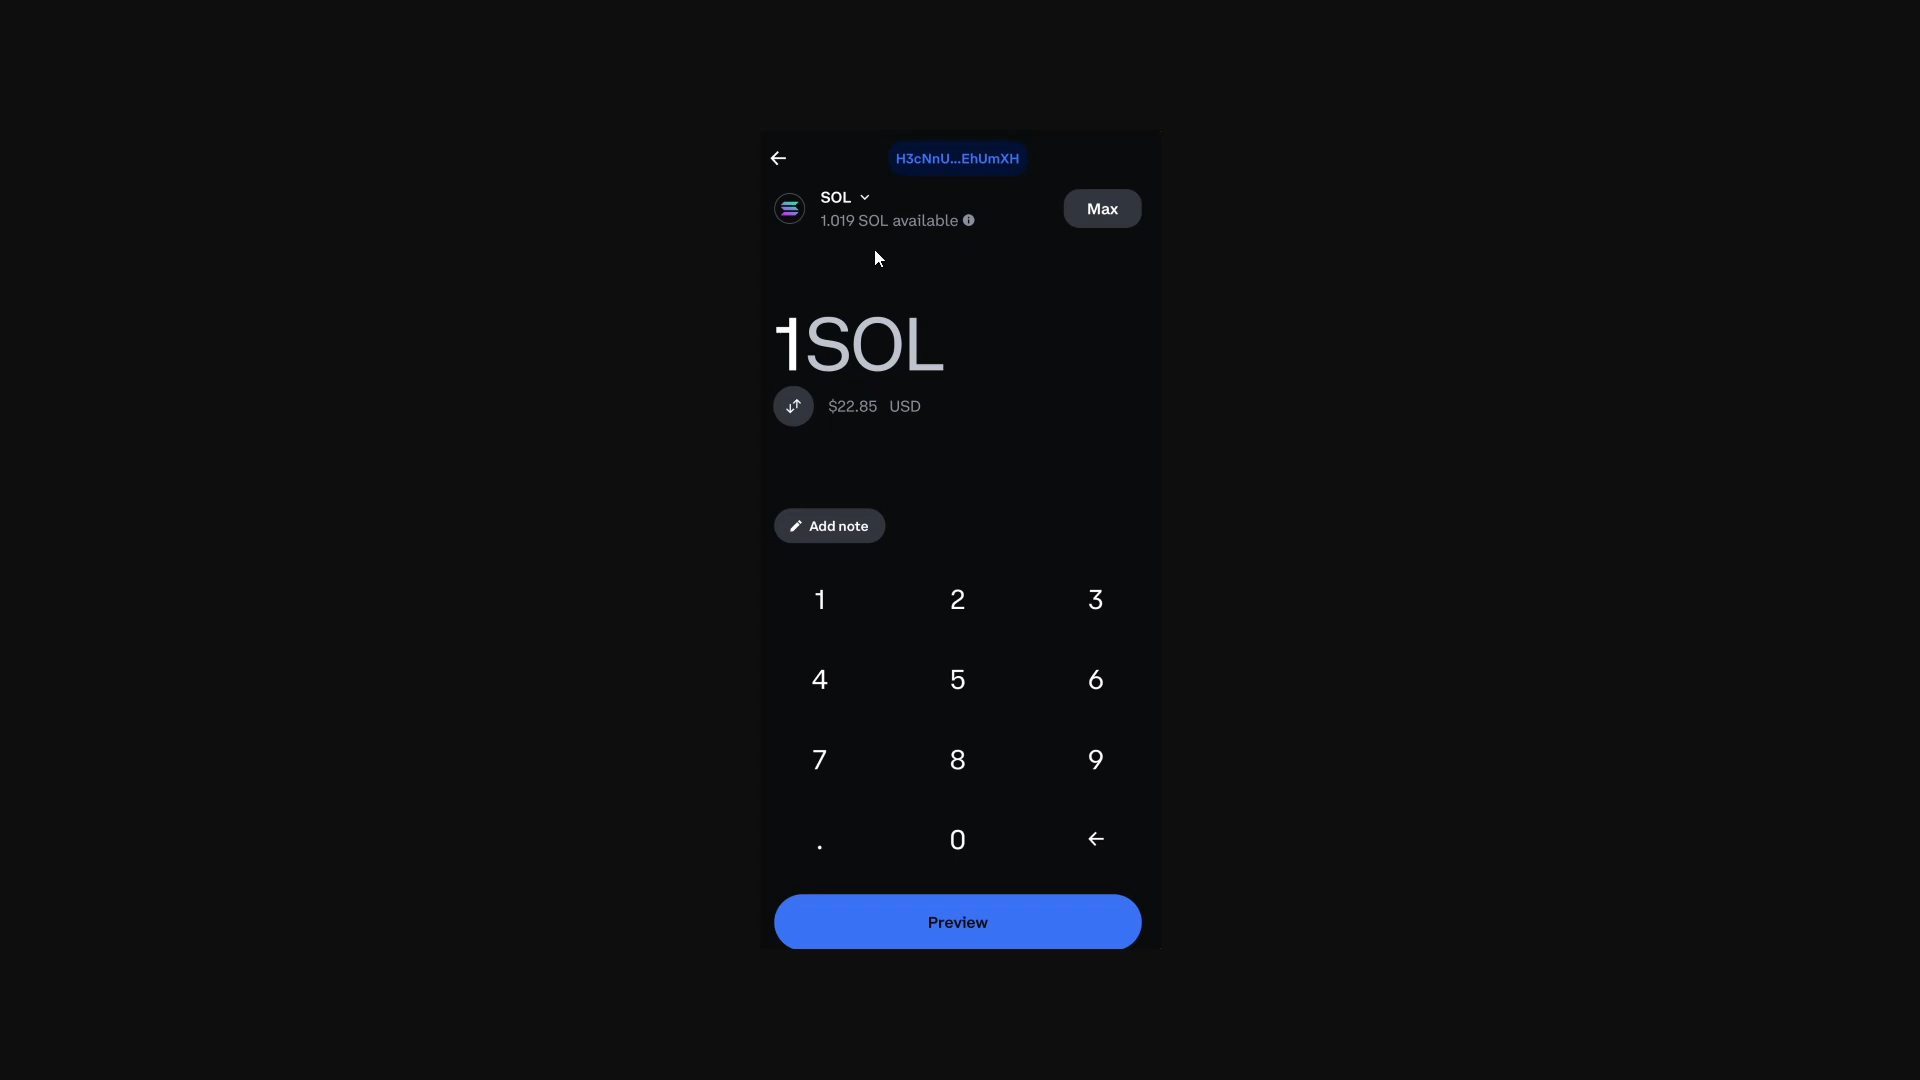 H3cNnU...EhUmXH
SOL
1.019 SOL available
Max
1SOL
$22.85 USD
Add note
1 2 3
4 5 6
7 8 9
. 0
Preview